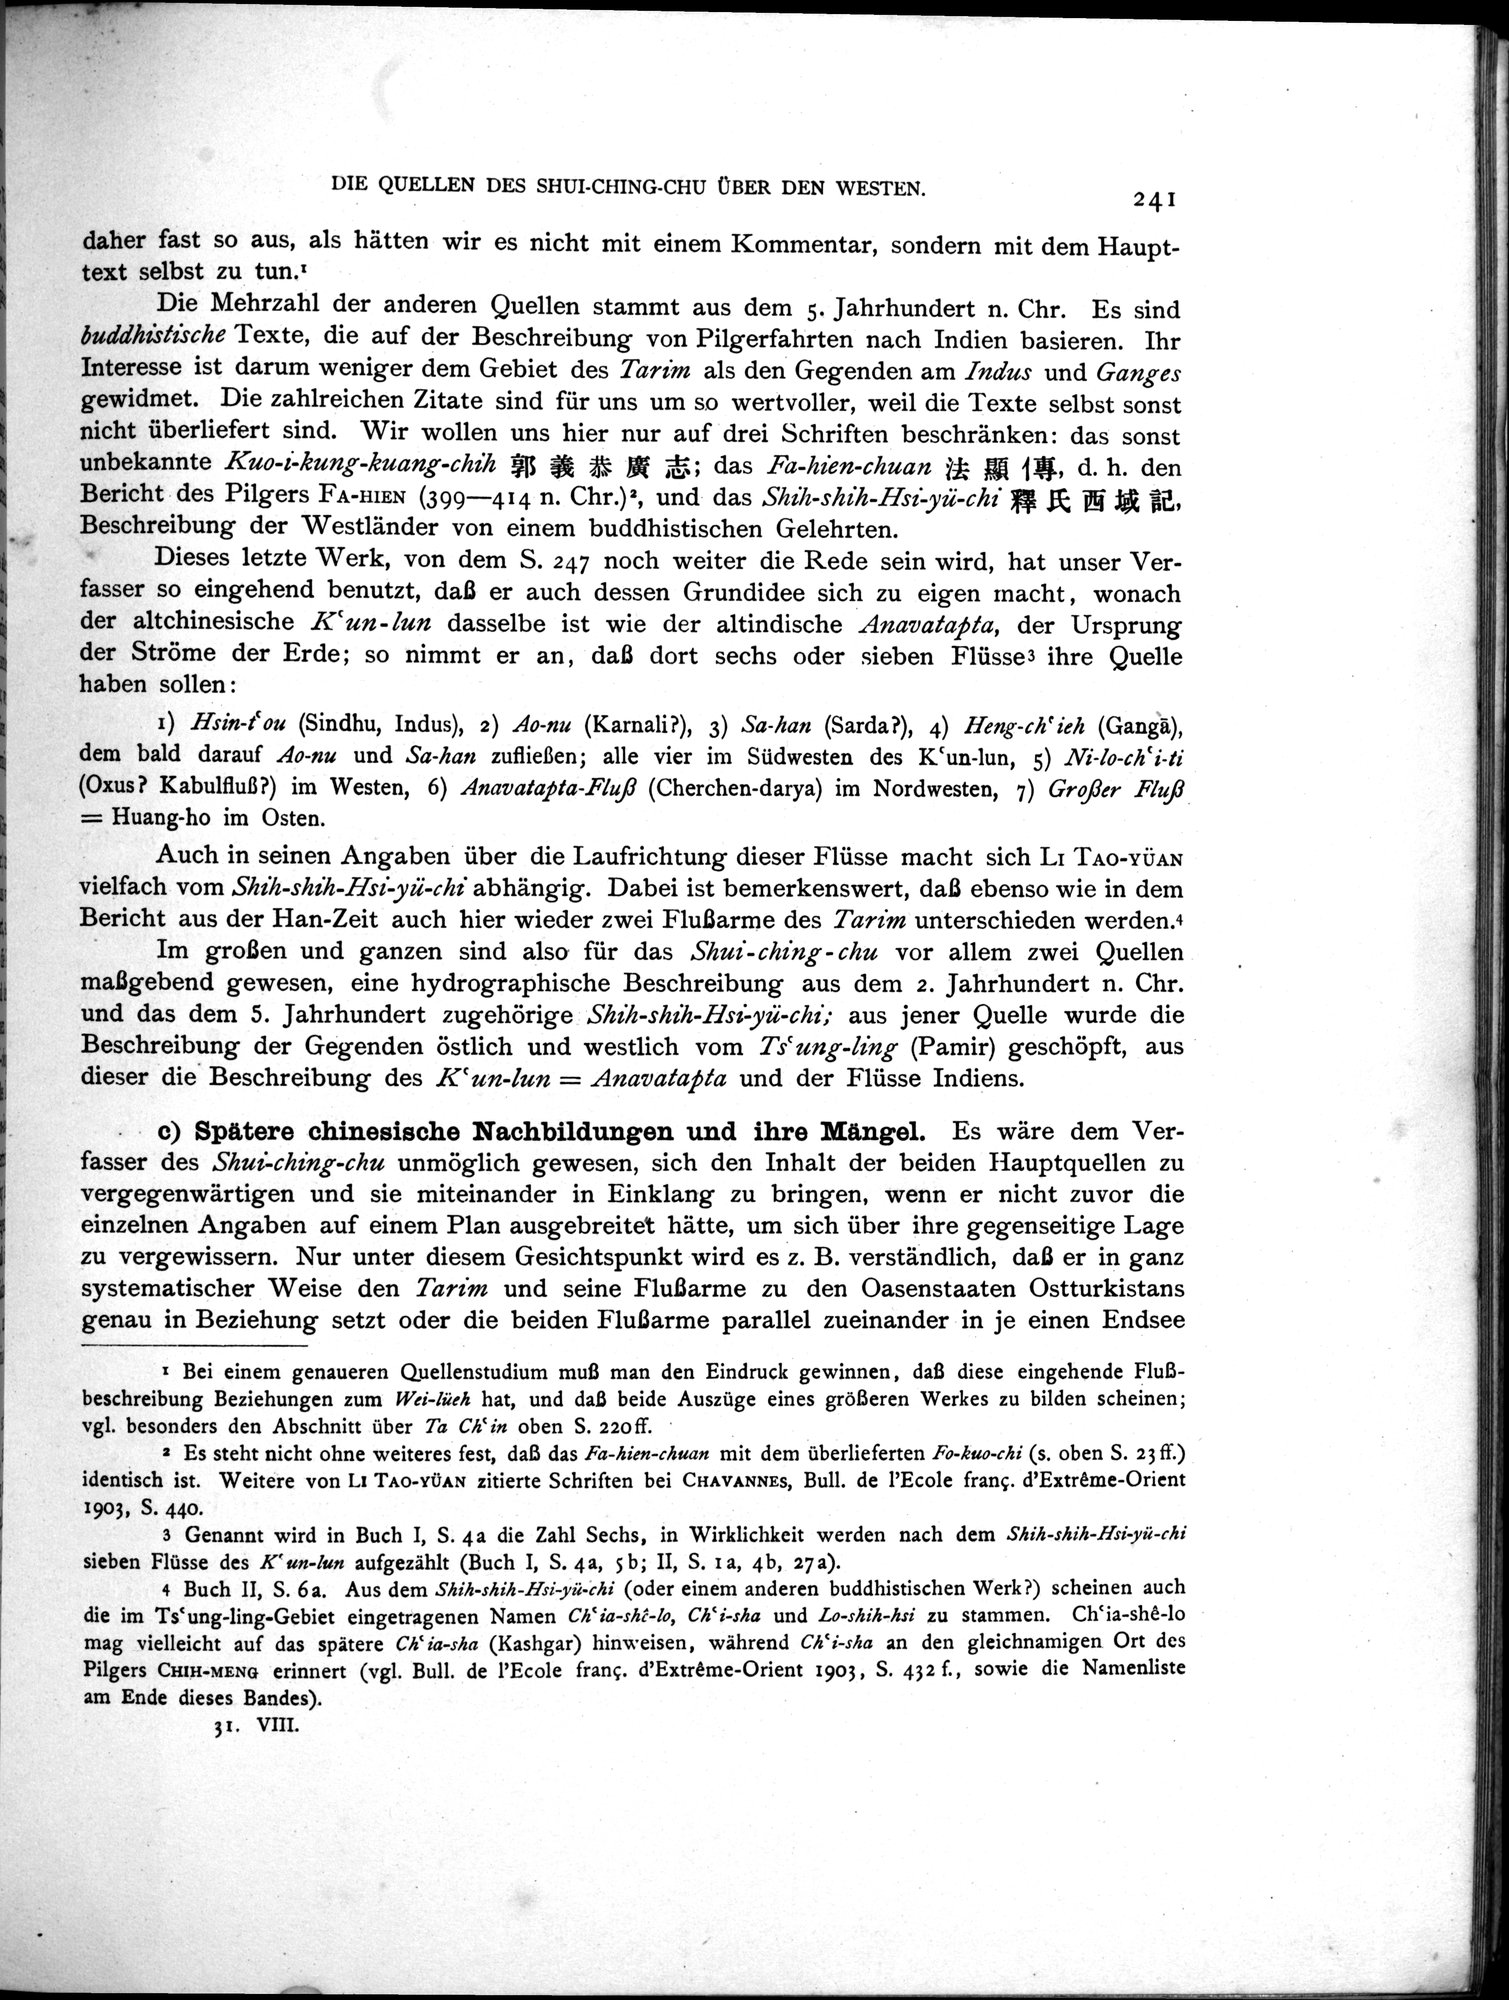 DIE QUELLEN DES SHUI-CHING-CHU ÜBER DEN WESTEN.
241
daher fast so aus, als hätten wir es nicht mit einem Kommentar, sondern mit dem Haupt-
text selbst zu tun.¹
Die Mehrzahl der anderen Quellen stammt aus dem 5. Jahrhundert n. Chr. Es sind
buddhistische Texte, die auf der Beschreibung von Pilgerfahrten nach Indien basieren. Ihr
Interesse ist darum weniger dem Gebiet des Tarim als den Gegenden am Indus und Ganges
gewidmet. Die zahlreichen Zitate sind für uns um so wertvoller, weil die Texte selbst sonst
nicht überliefert sind. Wir wollen uns hier nur auf drei Schriften beschränken: das sonst
unbekannte Kuo-i-kung-kuang-chih 郭義恭廣志; das Fa-hien-chuan 法顯傳, d. h. den
Bericht des Pilgers FA-HIEN (399—414 n. Chr.)², und das Shih-shih-Hsi-yü-chi 釋氏西域記,
Beschreibung der Westländer von einem buddhistischen Gelehrten.
Dieses letzte Werk, von dem S. 247 noch weiter die Rede sein wird, hat unser Ver-
fasser so eingehend benutzt, daß er auch dessen Grundidee sich zu eigen macht, wonach
der altchinesische Kʿun-lun dasselbe ist wie der altindische Anavatapta, der Ursprung
der Ströme der Erde; so nimmt er an, daß dort sechs oder sieben Flüsse³ ihre Quelle
haben sollen:
1) Hsin-tʿou (Sindhu, Indus), 2) Ao-nu (Karnali?), 3) Sa-han (Sarda?), 4) Heng-chʿieh (Gangā),
dem bald darauf Ao-nu und Sa-han zufließen; alle vier im Südwesten des Kʿun-lun, 5) Ni-lo-chʿi-ti
(Oxus? Kabulfluß?) im Westen, 6) Anavatapta-Fluß (Cherchen-darya) im Nordwesten, 7) Großer Fluß
= Huang-ho im Osten.
Auch in seinen Angaben über die Laufrichtung dieser Flüsse macht sich LI TAO-YÜAN
vielfach vom Shih-shih-Hsi-yü-chi abhängig. Dabei ist bemerkenswert, daß ebenso wie in dem
Bericht aus der Han-Zeit auch hier wieder zwei Flußarme des Tarim unterschieden werden.⁴
Im großen und ganzen sind also für das Shui-ching-chu vor allem zwei Quellen
maßgebend gewesen, eine hydrographische Beschreibung aus dem 2. Jahrhundert n. Chr.
und das dem 5. Jahrhundert zugehörige Shih-shih-Hsi-yü-chi; aus jener Quelle wurde die
Beschreibung der Gegenden östlich und westlich vom Tsʿung-ling (Pamir) geschöpft, aus
dieser die Beschreibung des Kʿun-lun = Anavatapta und der Flüsse Indiens.
c) Spätere chinesische Nachbildungen und ihre Mängel. Es wäre dem Ver-
fasser des Shui-ching-chu unmöglich gewesen, sich den Inhalt der beiden Hauptquellen zu
vergegenwärtigen und sie miteinander in Einklang zu bringen, wenn er nicht zuvor die
einzelnen Angaben auf einem Plan ausgebreitet hätte, um sich über ihre gegenseitige Lage
zu vergewissern. Nur unter diesem Gesichtspunkt wird es z. B. verständlich, daß er in ganz
systematischer Weise den Tarim und seine Flußarme zu den Oasenstaaten Ostturkistans
genau in Beziehung setzt oder die beiden Flußarme parallel zueinander in je einen Endsee
1 Bei einem genaueren Quellenstudium muß man den Eindruck gewinnen, daß diese eingehende Fluß-
beschreibung Beziehungen zum Wei-lüeh hat, und daß beide Auszüge eines größeren Werkes zu bilden scheinen;
vgl. besonders den Abschnitt über Ta Chʿin oben S. 220ff.
2 Es steht nicht ohne weiteres fest, daß das Fa-hien-chuan mit dem überlieferten Fo-kuo-chi (s. oben S. 23 ff.)
identisch ist. Weitere von LI TAO-YÜAN zitierte Schriften bei CHAVANNES, Bull. de l'Ecole franç. d'Extrême-Orient
1903, S. 440.
3 Genannt wird in Buch I, S. 4a die Zahl Sechs, in Wirklichkeit werden nach dem Shih-shih-Hsi-yü-chi
sieben Flüsse des Kʿun-lun aufgezählt (Buch I, S. 4a, 5b; II, S. 1a, 4b, 27a).
4 Buch II, S. 6a. Aus dem Shih-shih-Hsi-yü-chi (oder einem anderen buddhistischen Werk?) scheinen auch
die im Tsʿung-ling-Gebiet eingetragenen Namen Chʿia-shê-lo, Chʿi-sha und Lo-shih-hsi zu stammen. Chʿia-shê-lo
mag vielleicht auf das spätere Chʿia-sha (Kashgar) hinweisen, während Chʿi-sha an den gleichnamigen Ort des
Pilgers CHIH-MENG erinnert (vgl. Bull. de l'Ecole franç. d'Extrême-Orient 1903, S. 432 f., sowie die Namenliste
am Ende dieses Bandes).
31. VIII.